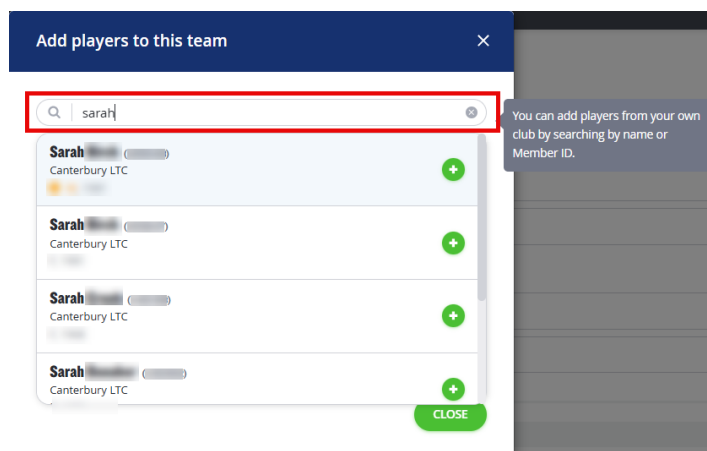 Add players to this team
sarah
You can add players from your own
club by searching by name or
Member ID.
Sarah
Canterbury LTC
Sarah
Canterbury LTC
Sarah
Canterbury LTC
Sarah
Canterbury LTC
CLOSE